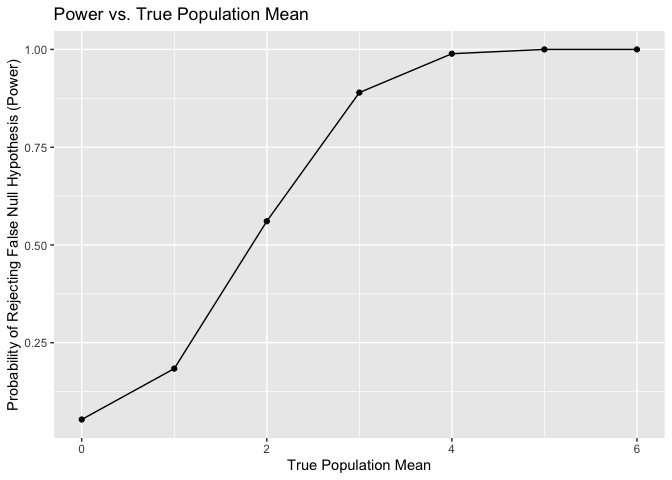 Power vs. True Population Mean
Probability of Rejecting False Null Hypothesis (Power)
1.00
0.75
0.50
0.25
0
2
4
6
True Population Mean